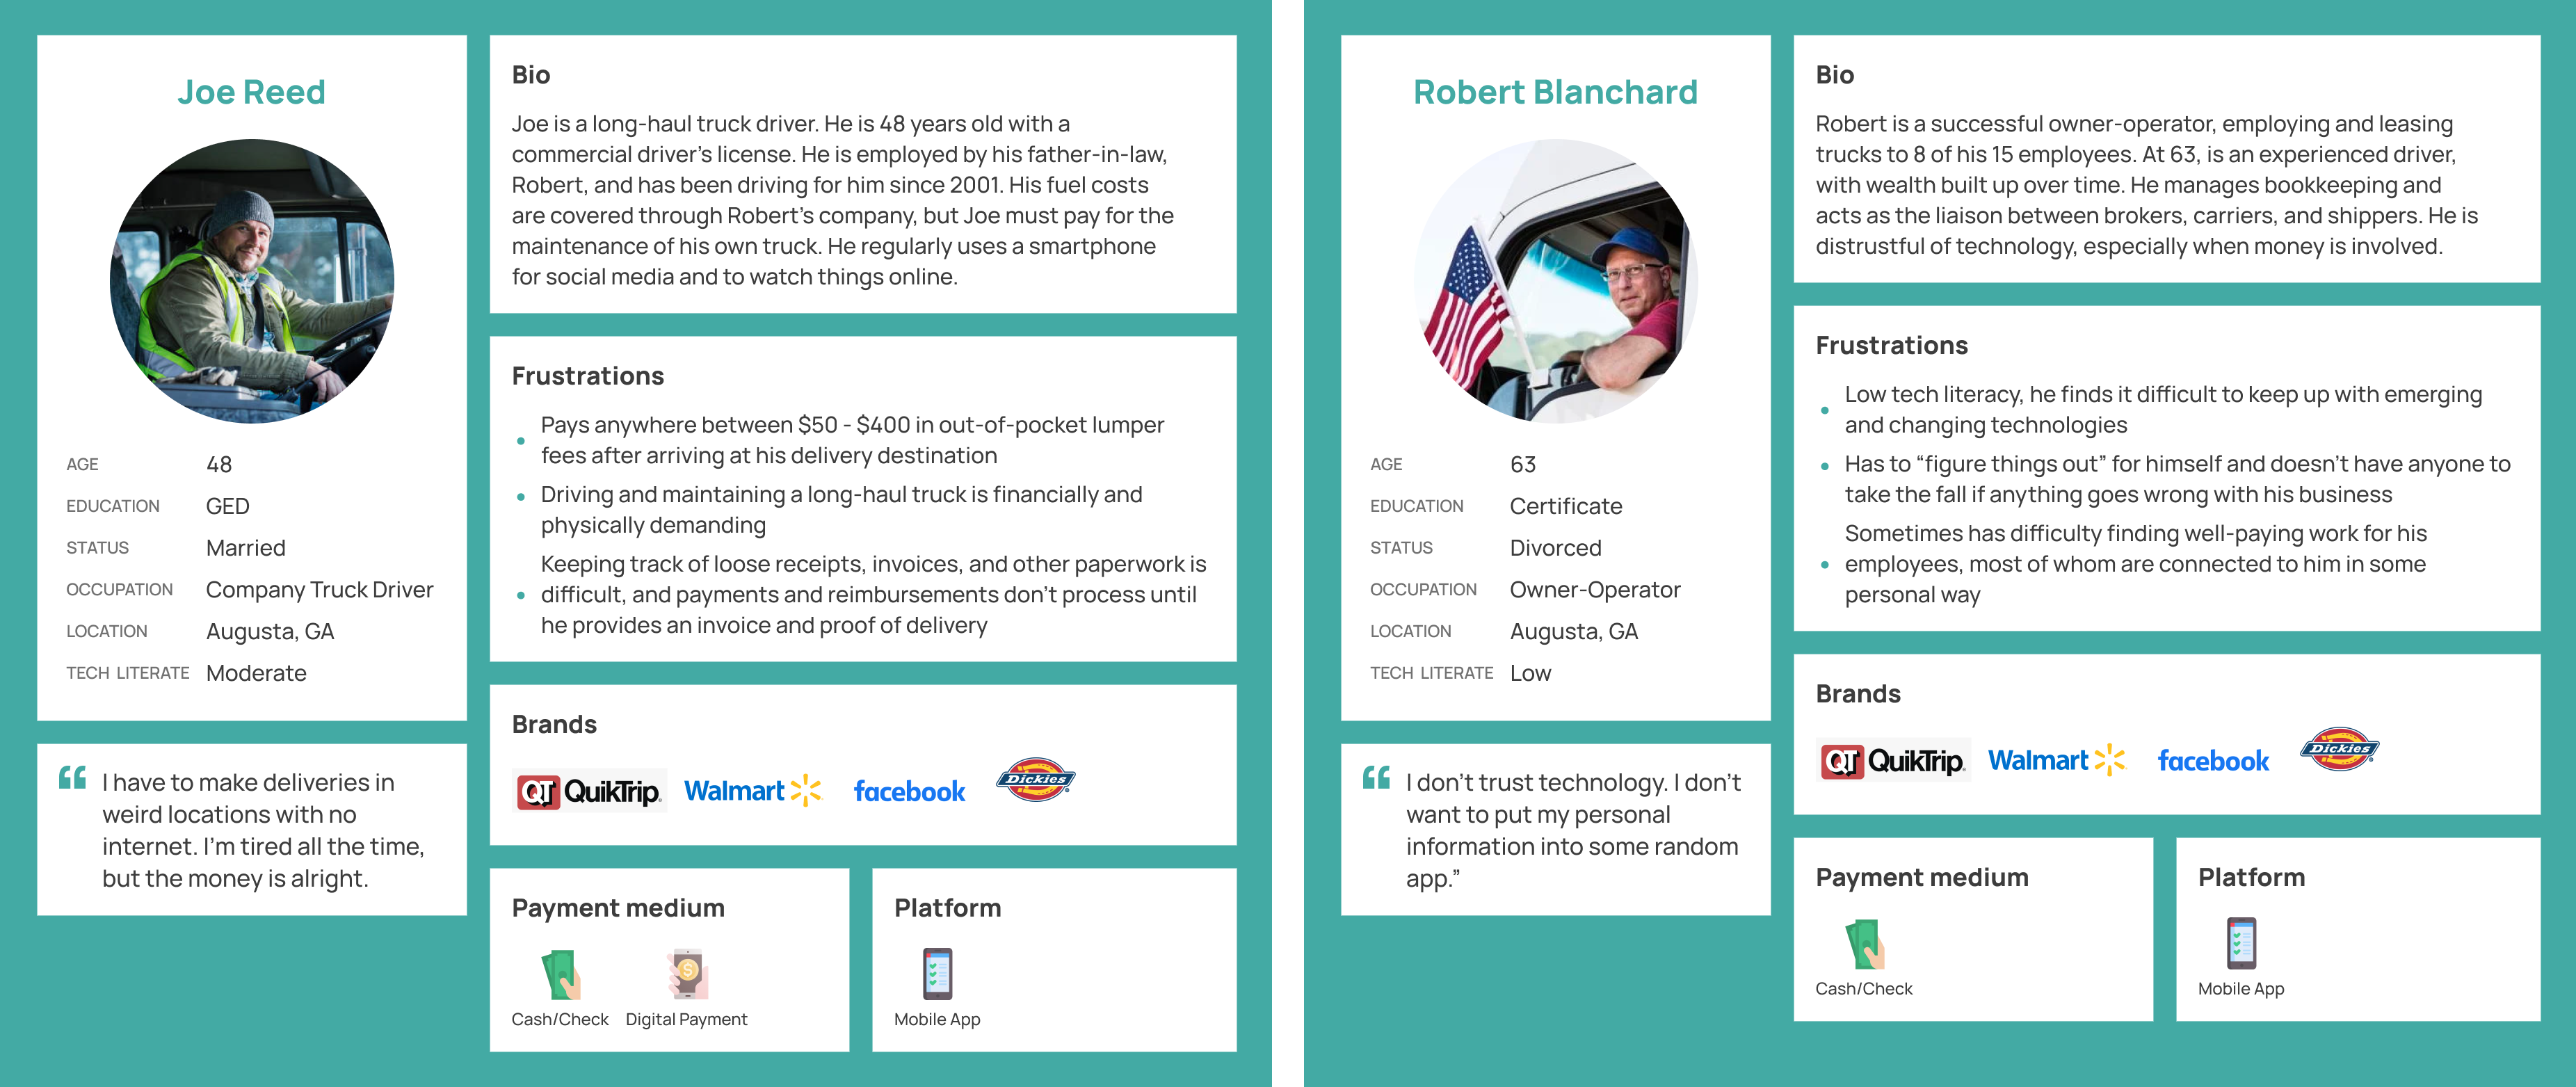 Joe Reed
AGE 48
EDUCATION GED
STATUS Married
OCCUPATION Company Truck Driver
LOCATION Augusta, GA
TECH LITERATE Moderate
“ I have to make deliveries in
weird locations with no
internet. I’m tired all the time,
but the money is alright.
Bio
Joe is a long-haul truck driver. He is 48 years old with a
commercial driver’s license. He is employed by his father-in-law,
Robert, and has been driving for him since 2001. His fuel costs
are covered through Robert’s company, but Joe must pay for the
maintenance of his own truck. He regularly uses a smartphone
for social media and to watch things online.
Frustrations
• Pays anywhere between $50 - $400 in out-of-pocket lumper
fees after arriving at his delivery destination
• Driving and maintaining a long-haul truck is financially and
physically demanding
• Keeping track of loose receipts, invoices, and other paperwork is
difficult, and payments and reimbursements don’t process until
he provides an invoice and proof of delivery
Brands
QT QuikTrip. Walmart facebook Dickies
Payment medium
Cash/Check Digital Payment
Platform
Mobile App
Robert Blanchard
AGE 63
EDUCATION Certificate
STATUS Divorced
OCCUPATION Owner-Operator
LOCATION Augusta, GA
TECH LITERATE Low
“ I don’t trust technology. I don’t
want to put my personal
information into some random
app.”
Bio
Robert is a successful owner-operator, employing and leasing
trucks to 8 of his 15 employees. At 63, is an experienced driver,
with wealth built up over time. He manages bookkeeping and
acts as the liaison between brokers, carriers, and shippers. He is
distrustful of technology, especially when money is involved.
Frustrations
• Low tech literacy, he finds it difficult to keep up with emerging
and changing technologies
• Has to “figure things out” for himself and doesn’t have anyone to
take the fall if anything goes wrong with his business
• Sometimes has difficulty finding well-paying work for his
employees, most of whom are connected to him in some
personal way
Brands
QT QuikTrip. Walmart facebook Dickies
Payment medium
Cash/Check
Platform
Mobile App